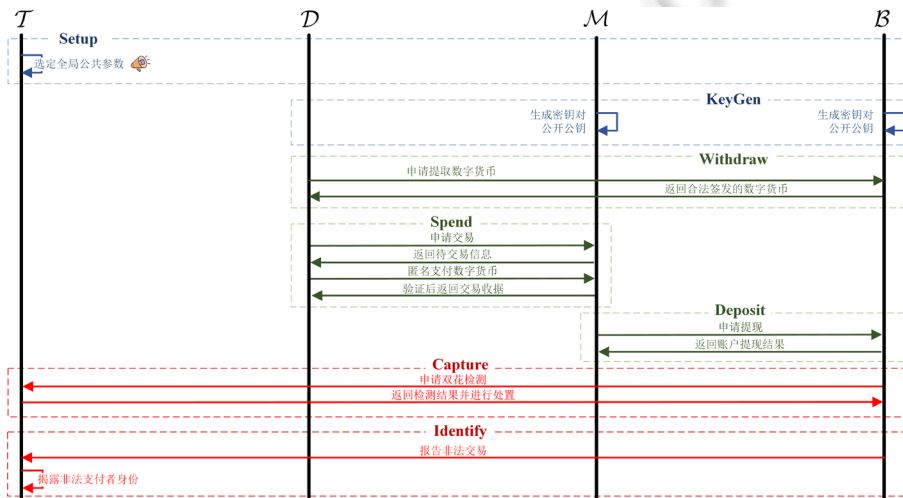 𝒯 𝒟 ℳ ℬ
Setup
选定全局公共参数
KeyGen
生成密钥对 生成密钥对
公开公钥 公开公钥
Withdraw
申请提取数字货币
返回合法签发的数字货币
Spend
申请交易
返回待交易信息
匿名支付数字货币
验证后返回交易收据
Deposit
申请提现
返回账户提现结果
Capture
申请双花检测
返回检测结果并进行处置
Identify
报告非法交易
揭露非法支付者身份